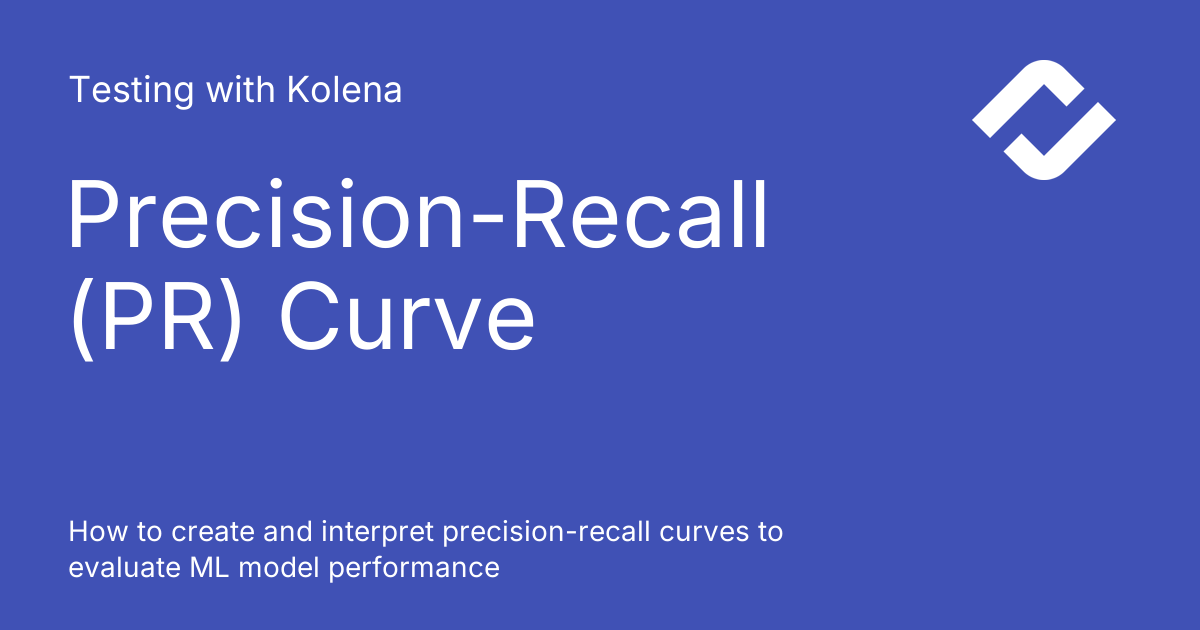 Testing with Kolena
Precision-Recall
(PR) Curve
How to create and interpret precision-recall curves to
evaluate ML model performance